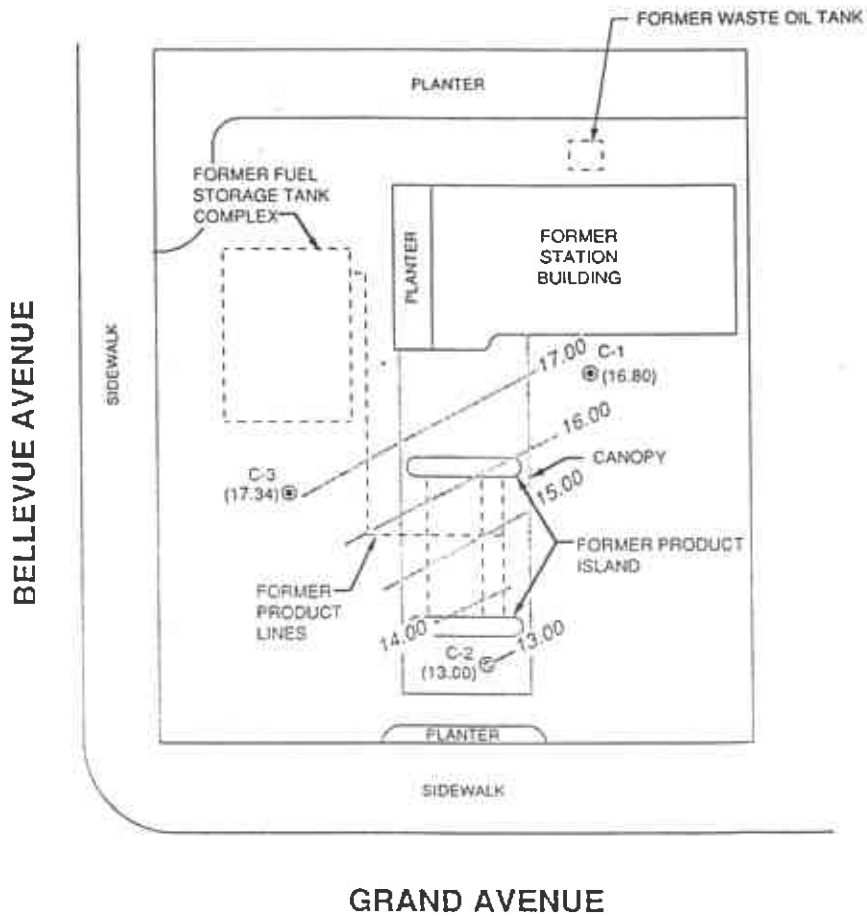 FORMER WASTE OIL TANK
PLANTER
FORMER FUEL
STORAGE TANK
COMPLEX
PLANTER
FORMER
STATION
BUILDING
BELLEVUE AVENUE
SIDEWALK
17.00
C-1
(16.80)
16.00
CANOPY
C-3
(17.34)
15.00
FORMER PRODUCT
ISLAND
FORMER
PRODUCT
LINES
14.00
13.00
C-2
(13.00)
PLANTER
SIDEWALK
GRAND AVENUE